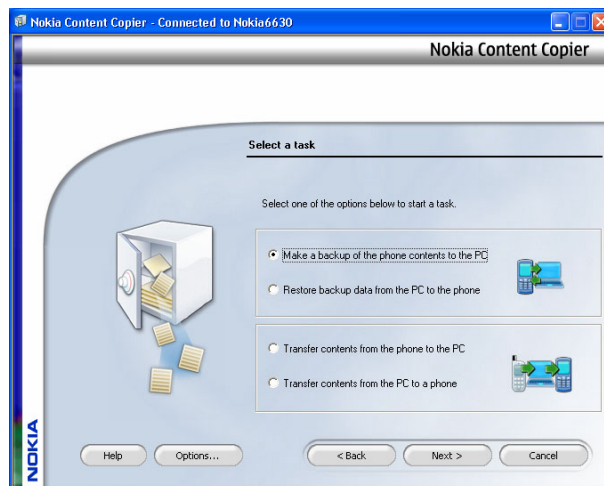 Nokia Content Copier - Connected to Nokia6630
Nokia Content Copier
Select a task
Select one of the options below to start a task.
Make a backup of the phone contents to the PC
Restore backup data from the PC to the phone
Transfer contents from the phone to the PC
Transfer contents from the PC to a phone
NOKIA
Help Options... < Back Next > Cancel